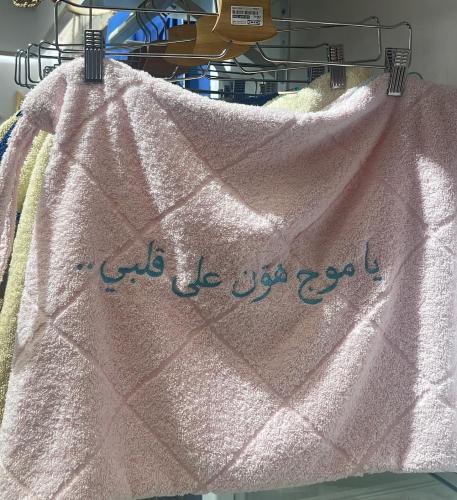 يا موج هوّن على قلبي ..